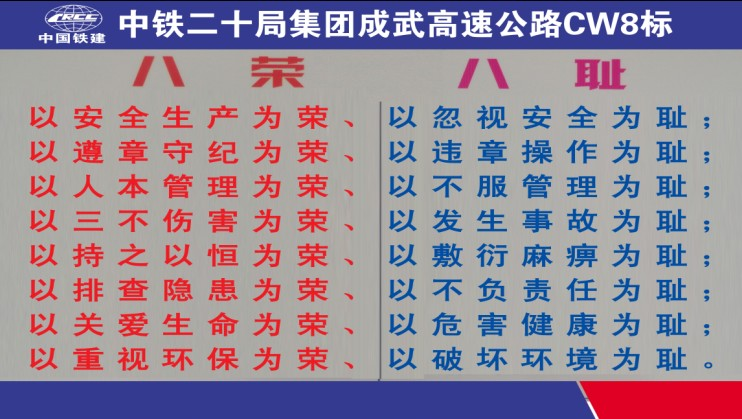 CRCC
中国铁建
中铁二十局集团成武高速公路CW8标
八荣 八耻
以安全生产为荣、以忽视安全为耻；
以遵章守纪为荣、以违章操作为耻；
以人本管理为荣、以不服管理为耻；
以三不伤害为荣、以发生事故为耻；
以持之以恒为荣、以敷衍麻痹为耻；
以排查隐患为荣、以不负责任为耻；
以关爱生命为荣、以危害健康为耻；
以重视环保为荣、以破坏环境为耻。